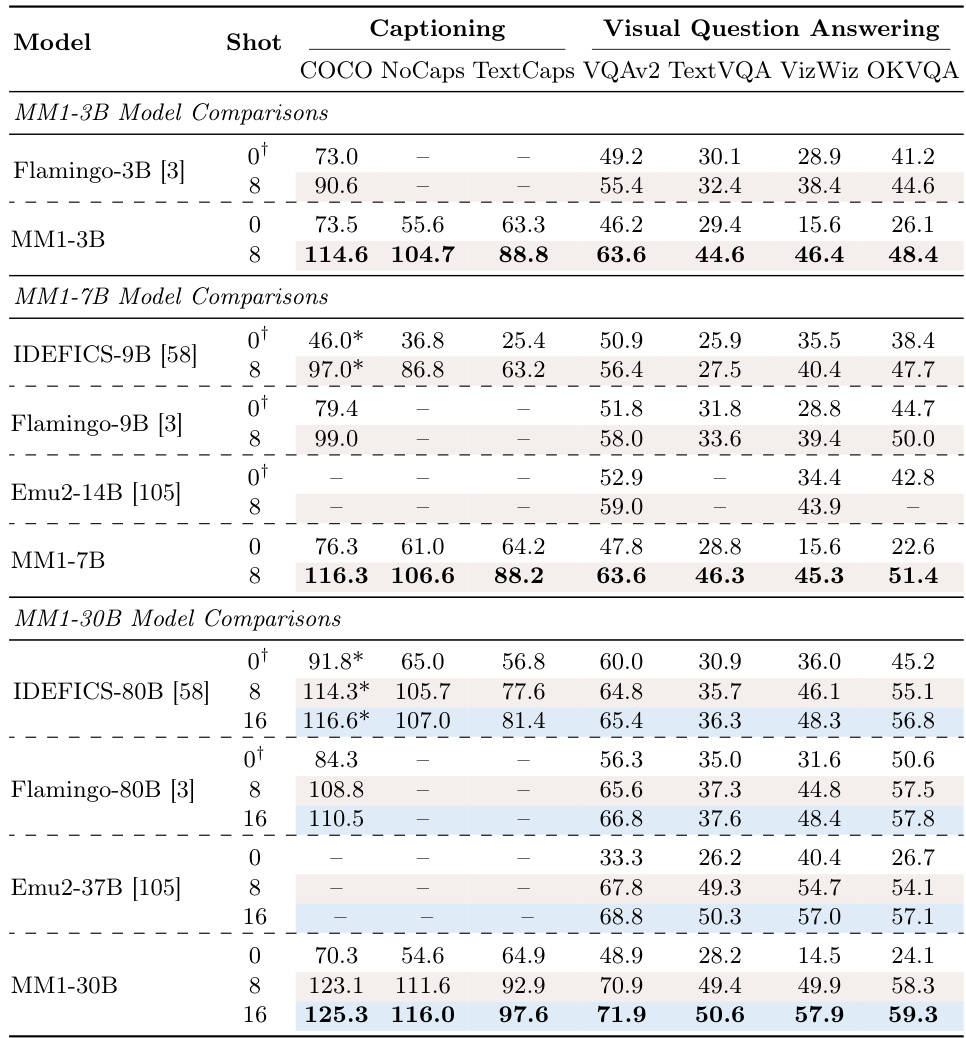 Model Shot Captioning Visual Question Answering
COCO NoCaps TextCaps VQAv2 TextVQA VizWiz OKVQA
MM1-3B Model Comparisons
Flamingo-3B [3] 0† 73.0 – – 49.2 30.1 28.9 41.2
8 90.6 – – 55.4 32.4 38.4 44.6
MM1-3B 0 73.5 55.6 63.3 46.2 29.4 15.6 26.1
8 114.6 104.7 88.8 63.6 44.6 46.4 48.4
MM1-7B Model Comparisons
IDEFICS-9B [58] 0† 46.0* 36.8 25.4 50.9 25.9 35.5 38.4
8 97.0* 86.8 63.2 56.4 27.5 40.4 47.7
Flamingo-9B [3] 0† 79.4 – – 51.8 31.8 28.8 44.7
8 99.0 – – 58.0 33.6 39.4 50.0
Emu2-14B [105] 0† – – – 52.9 – 34.4 42.8
8 – – – 59.0 – 43.9 –
MM1-7B 0 76.3 61.0 64.2 47.8 28.8 15.6 22.6
8 116.3 106.6 88.2 63.6 46.3 45.3 51.4
MM1-30B Model Comparisons
0† 91.8* 65.0 56.8 60.0 30.9 36.0 45.2
IDEFICS-80B [58] 8 114.3* 105.7 77.6 64.8 35.7 46.1 55.1
16 116.6* 107.0 81.4 65.4 36.3 48.3 56.8
0† 84.3 – – 56.3 35.0 31.6 50.6
Flamingo-80B [3] 8 108.8 – – 65.6 37.3 44.8 57.5
16 110.5 – – 66.8 37.6 48.4 57.8
0 – – – 33.3 26.2 40.4 26.7
Emu2-37B [105] 8 – – – 67.8 49.3 54.7 54.1
16 – – – 68.8 50.3 57.0 57.1
0 70.3 54.6 64.9 48.9 28.2 14.5 24.1
MM1-30B 8 123.1 111.6 92.9 70.9 49.4 49.9 58.3
16 125.3 116.0 97.6 71.9 50.6 57.9 59.3